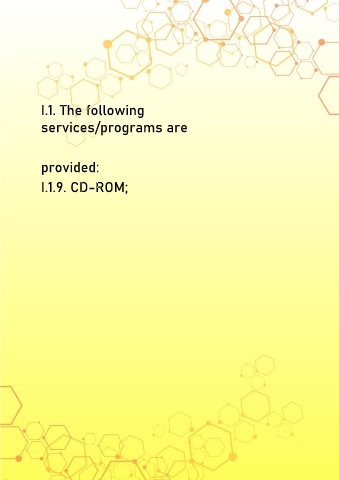 I.1. The following
services/programs are
provided:
I.1.9. CD-ROM;